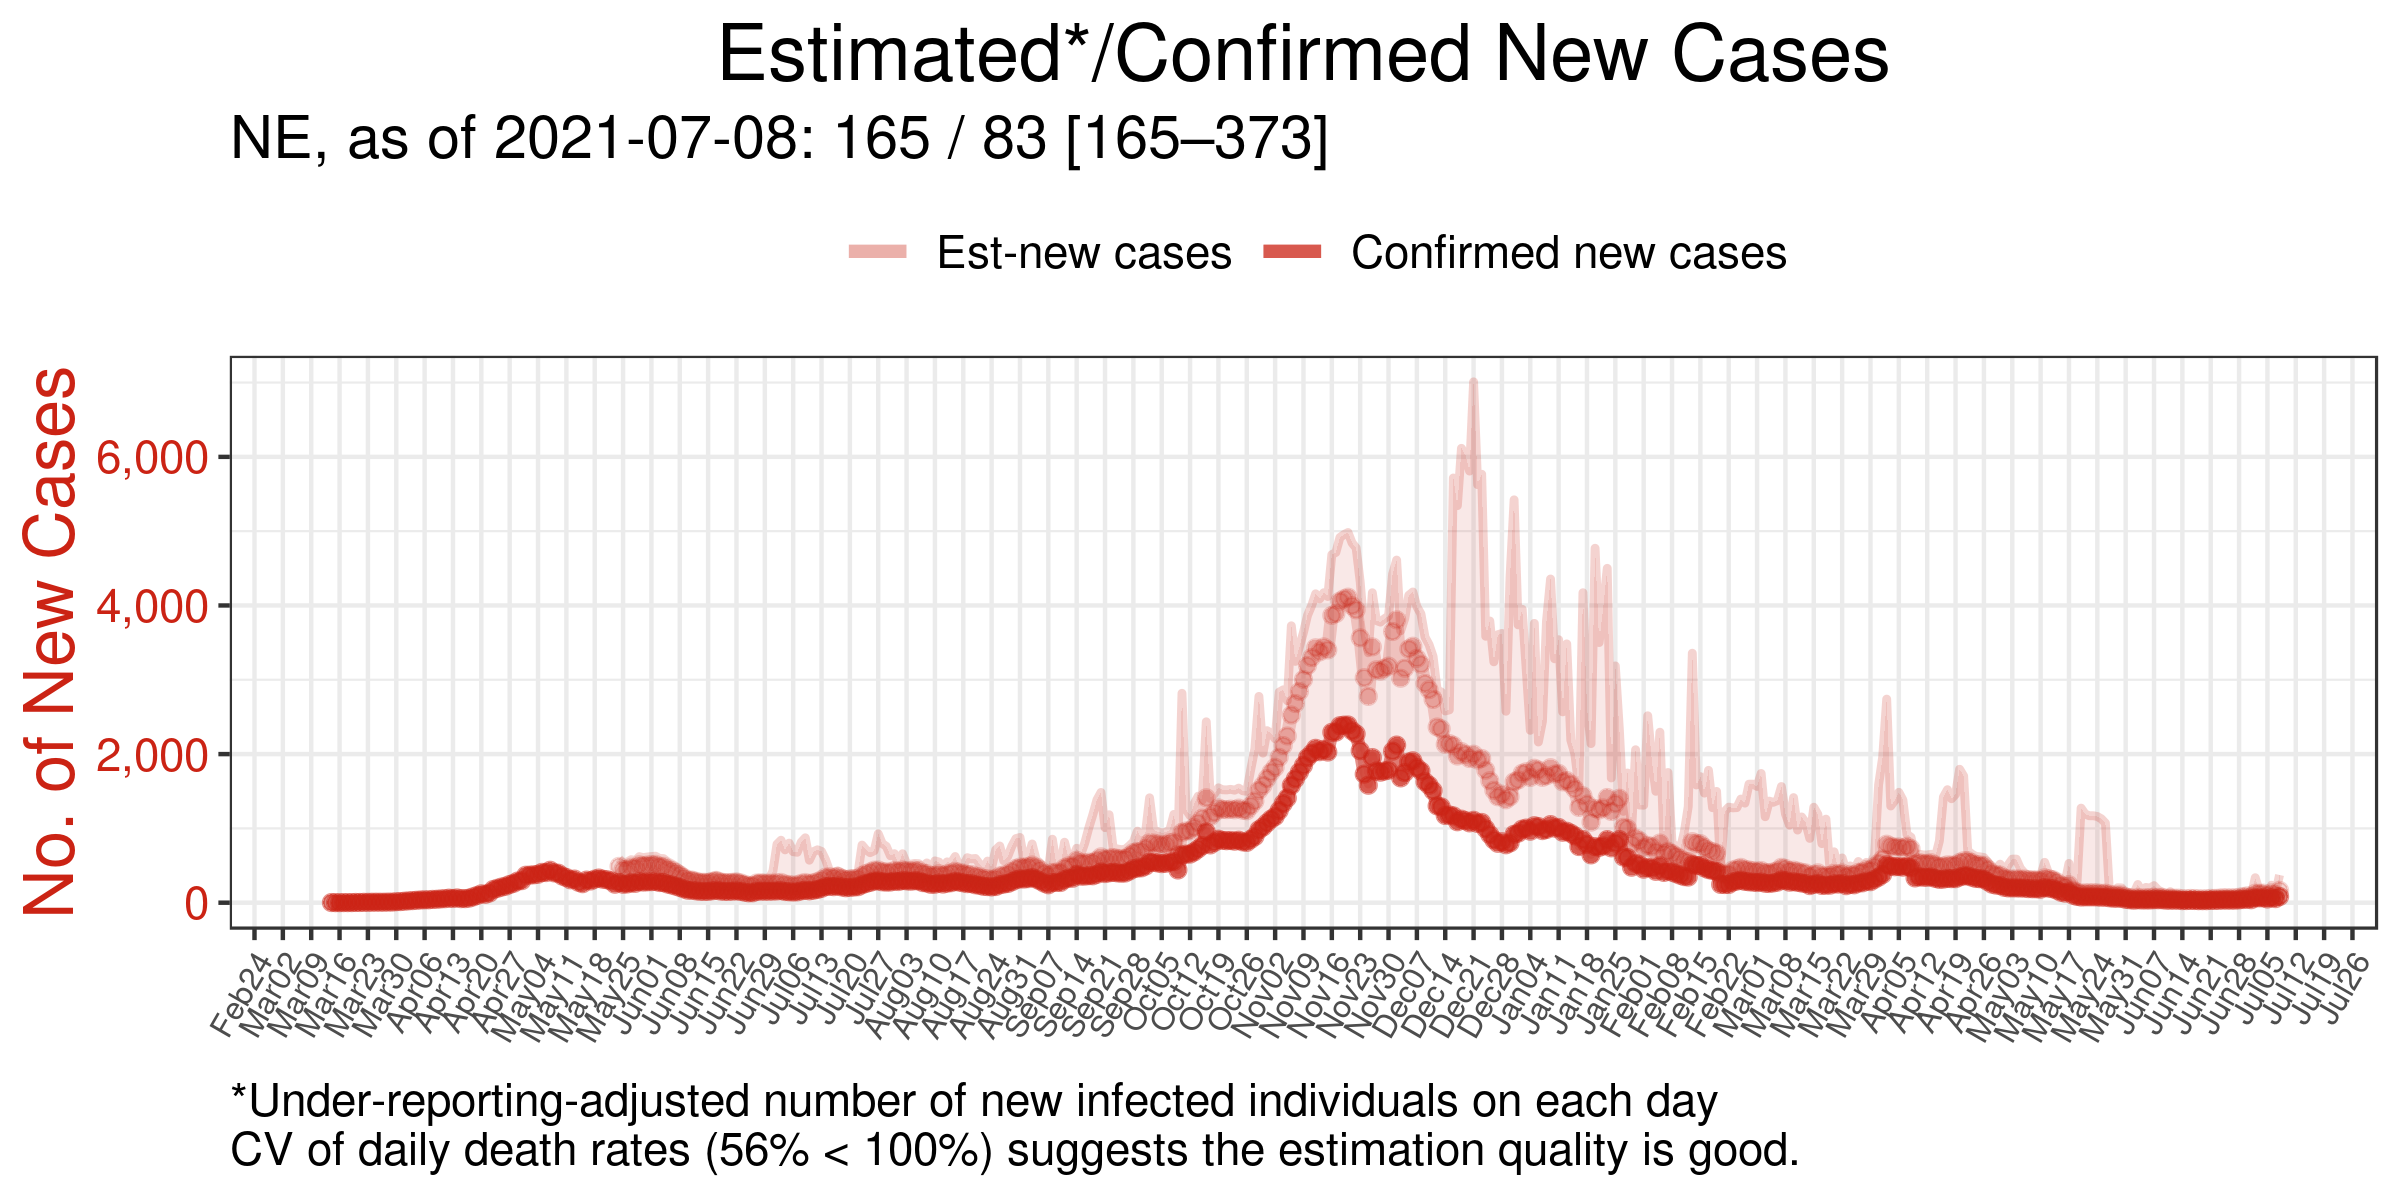 Estimated*/Confirmed New Cases
NE, as of 2021-07-08: 165 / 83 [165–373]
Est-new cases Confirmed new cases
No. of New Cases
6,000
4,000
2,000
0
Feb24 Mar02 Mar09 Mar16 Mar23 Mar30 Apr06 Apr13 Apr20 Apr27 May04 May11 May18 May25 Jun01 Jun08 Jun15 Jun22 Jun29 Jul06 Jul13 Jul20 Jul27 Aug03 Aug10 Aug17 Aug24 Aug31 Sep07 Sep14 Sep21 Sep28 Oct05 Oct12 Oct19 Oct26 Nov02 Nov09 Nov16 Nov23 Nov30 Dec07 Dec14 Dec21 Dec28 Jan04 Jan11 Jan18 Jan25 Feb01 Feb08 Feb15 Feb22 Mar01 Mar08 Mar15 Mar22 Mar29 Apr05 Apr12 Apr19 Apr26 May03 May10 May17 May24 May31 Jun07 Jun14 Jun21 Jun28 Jul05 Jul12 Jul19 Jul26
*Under-reporting-adjusted number of new infected individuals on each day
CV of daily death rates (56% < 100%) suggests the estimation quality is good.